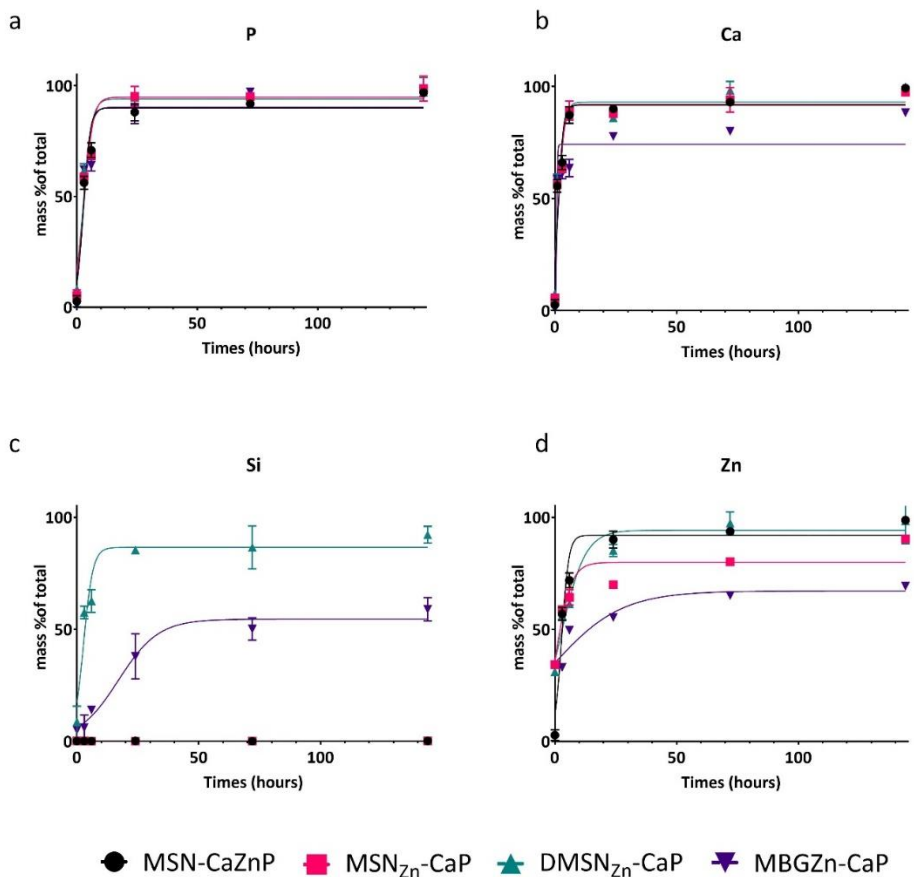 a
P
mass %of total
100
50
0
0
50
100
Times (hours)
b
Ca
mass %of total
100
50
0
0
50
100
Times (hours)
c
Si
mass %of total
100
50
0
0
50
100
Times (hours)
d
Zn
mass %of total
100
50
0
0
50
100
Times (hours)
MSN-CaZnP MSNZn-CaP DMSNZn-CaP MBGZn-CaP